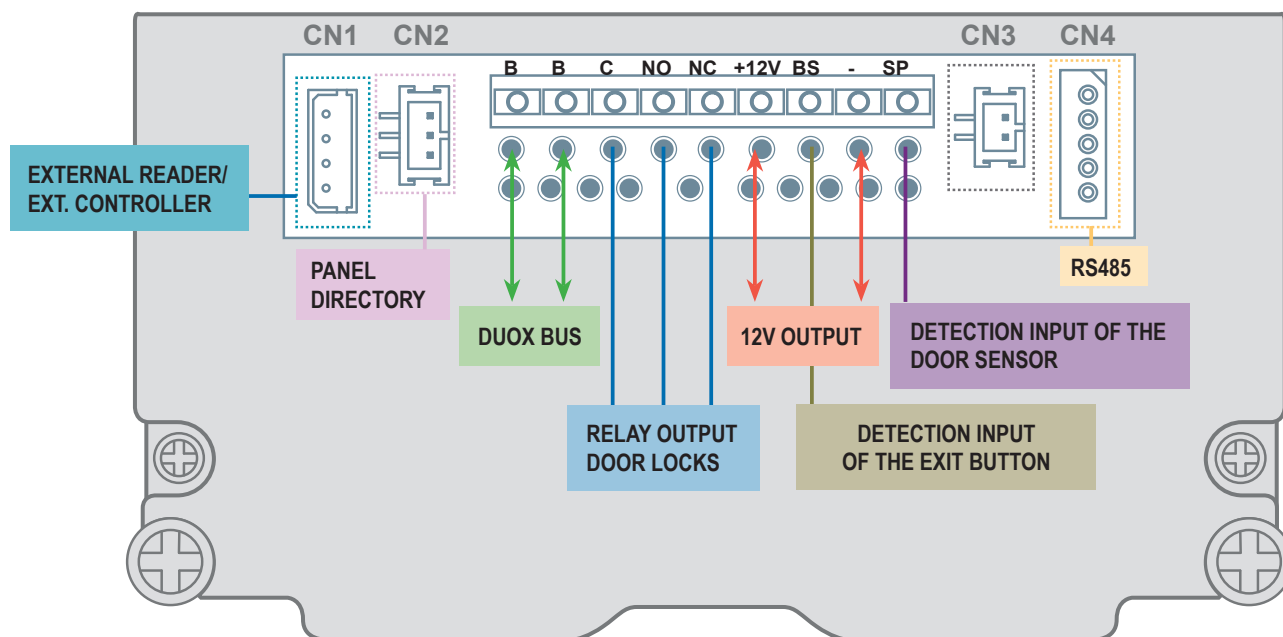 CN1 CN2 CN3 CN4
B B C NO NC +12V BS - SP
EXTERNAL READER/
EXT. CONTROLLER
PANEL
DIRECTORY
RS485
DUOX BUS
12V OUTPUT
DETECTION INPUT OF THE
DOOR SENSOR
RELAY OUTPUT
DOOR LOCKS
DETECTION INPUT
OF THE EXIT BUTTON